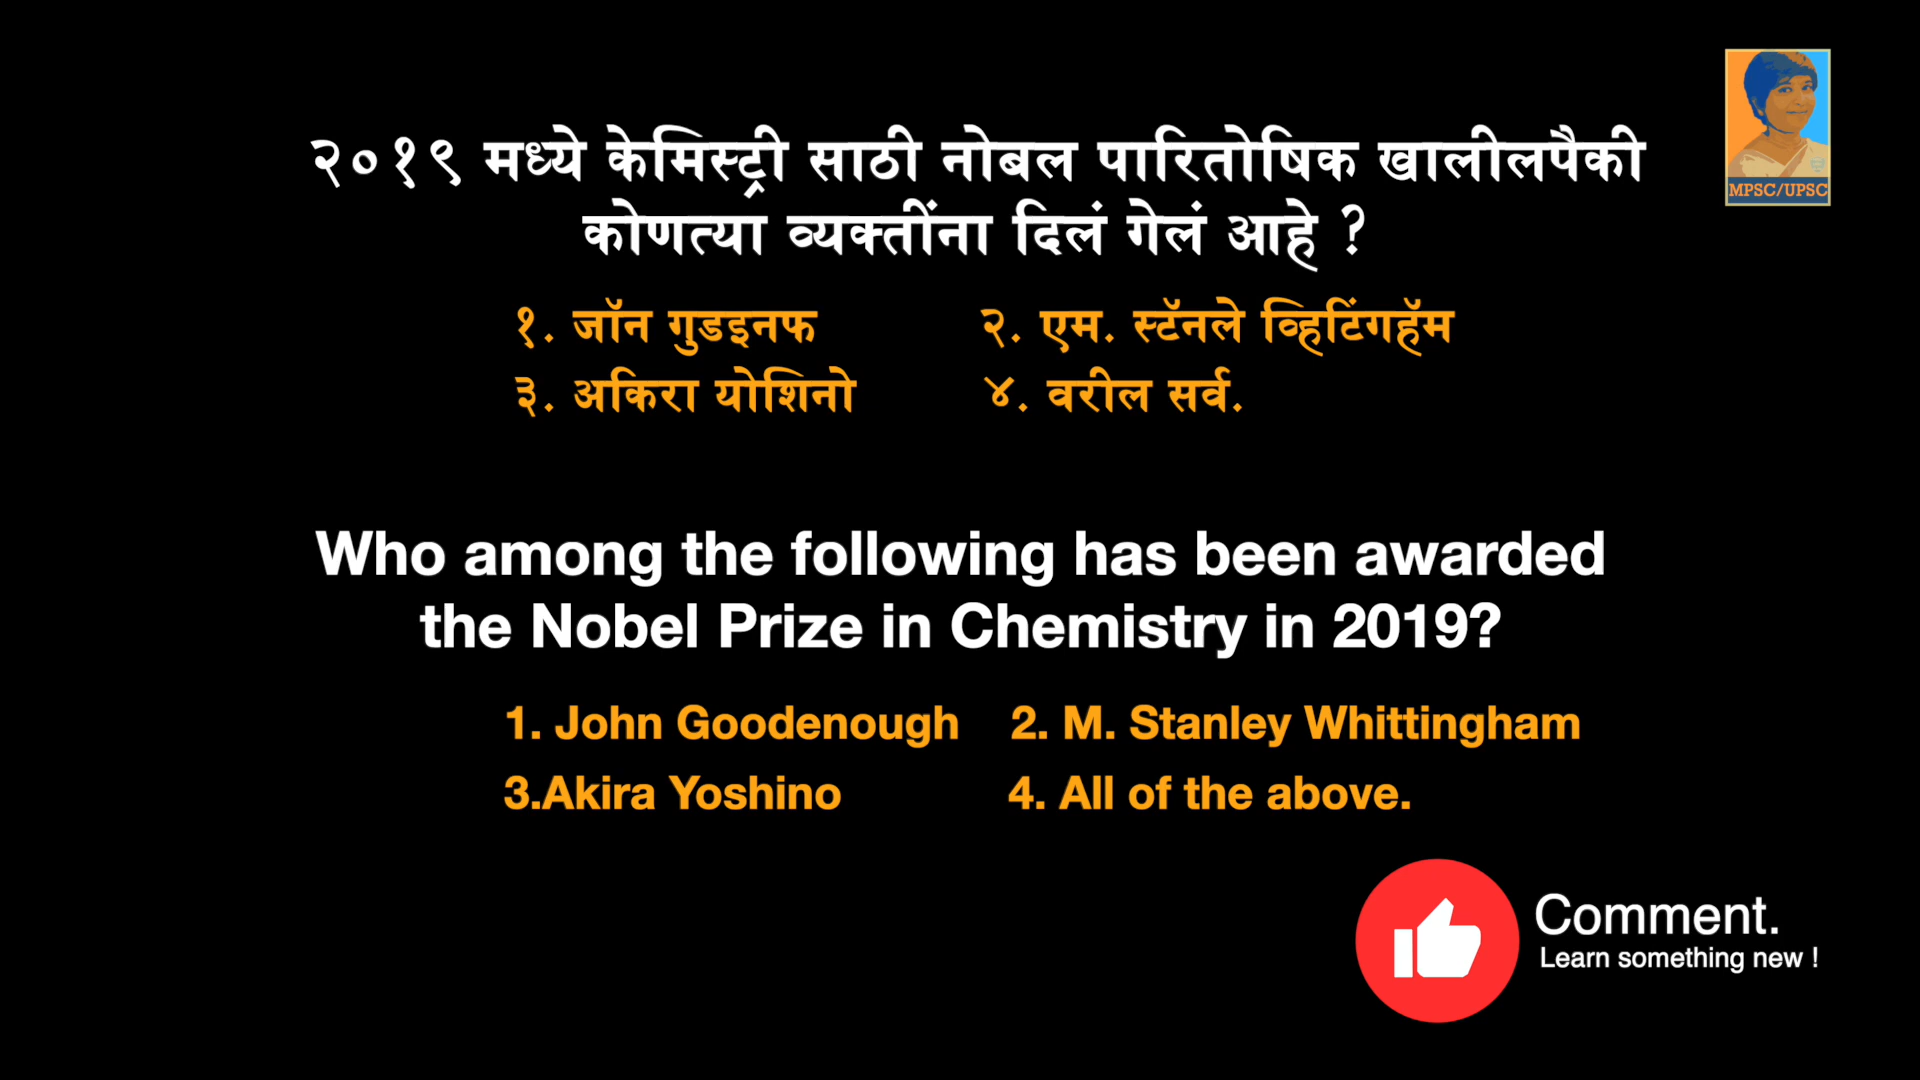 २०१९ मध्ये केमिस्ट्री साठी नोबल पारितोषिक खालीलपैकी
कोणत्या व्यक्तींना दिलं गेलं आहे ?
१. जॉन गुडइनफ २. एम. स्टॅनले व्हिटिंगहॅम
३. अकिरा योशिनो ४. वरील सर्व.
Who among the following has been awarded
the Nobel Prize in Chemistry in 2019?
1. John Goodenough 2. M. Stanley Whittingham
3.Akira Yoshino 4. All of the above.
MPSC/UPSC
Comment.
Learn something new !